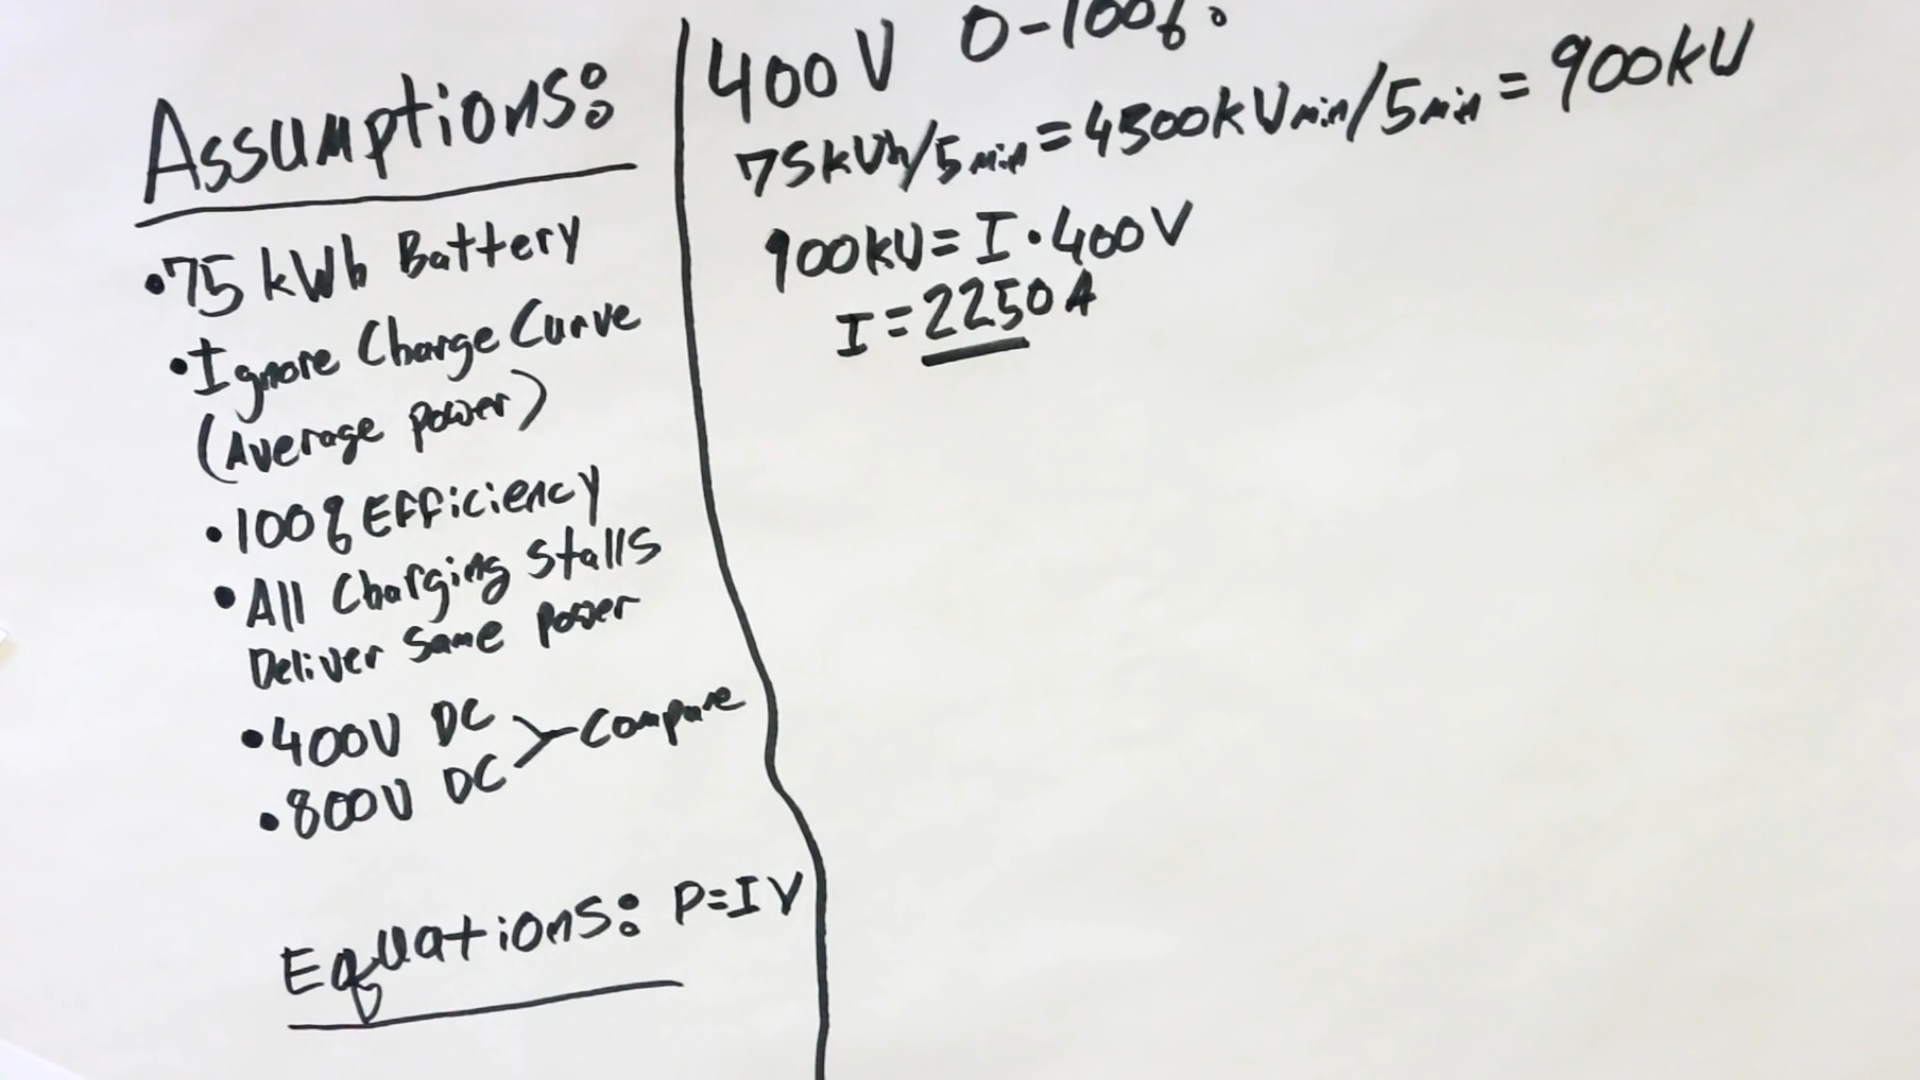 Assumptions:
• 75 kWh Battery
• Ignore Charge Curve
(Average power)
• 100% Efficiency
• All Charging Stalls
Deliver Same Power
• 400V DC
• 800V DC
Compare
Equations: P=IV
400V 0-100%
75kWh/5min = 4500kWmin/5min = 900kW
900kW = I·400V
I = 2250A